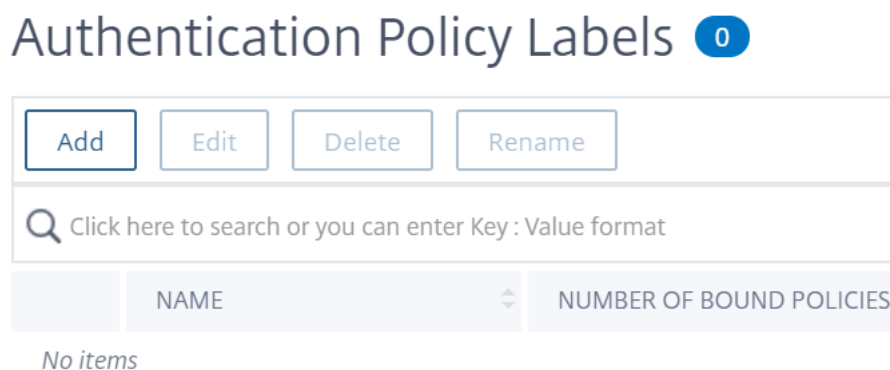 Authentication Policy Labels 0
Add Edit Delete Rename
Click here to search or you can enter Key : Value format
NAME NUMBER OF BOUND POLICIES
No items